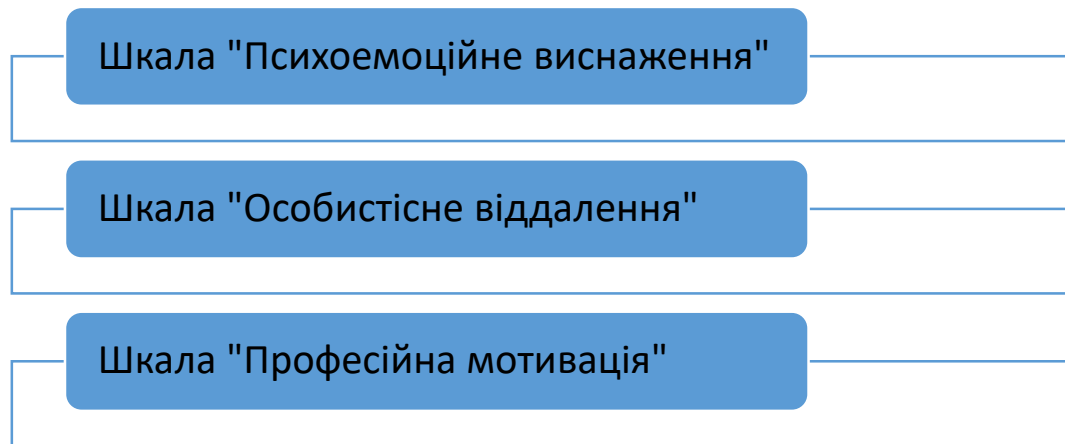 Шкала "Психоемоційне виснаження"
Шкала "Особистісне віддалення"
Шкала "Професійна мотивація"